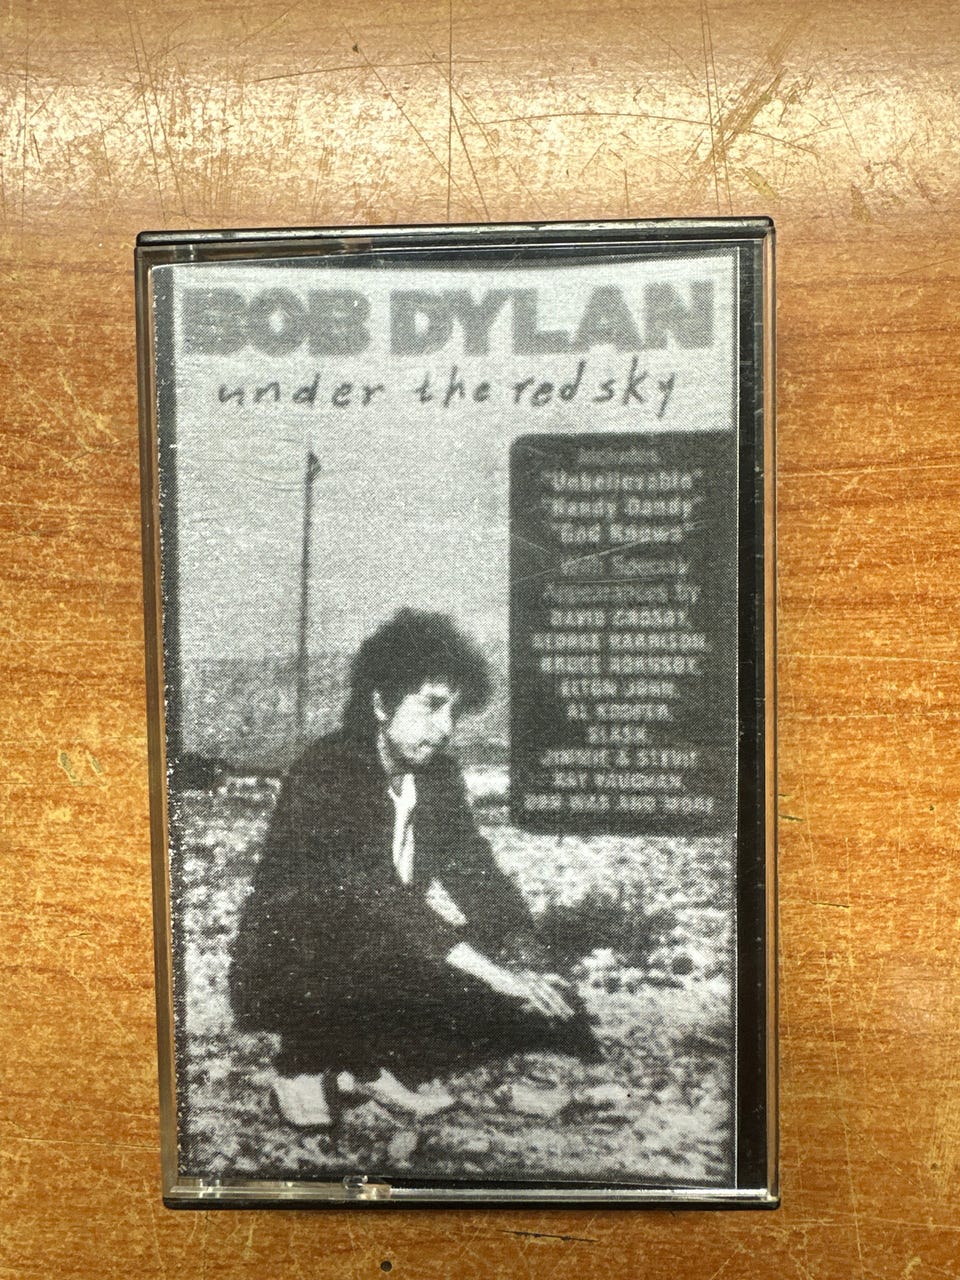 BOB DYLAN
under the red sky
Includes
"Unbelievable"
"Handy Dandy"
"God Knows"
With Special
Appearances by
DAVID CROSBY,
GEORGE HARRISON,
BRUCE HORNSBY,
ELTON JOHN,
AL KOOPER,
SLASH,
JIMMIE & STEVIE
RAY VAUGHAN,
DON WAS AND MORE